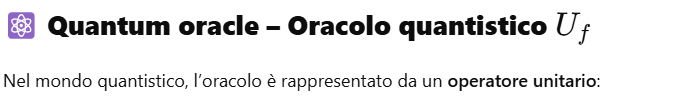 Quantum oracle – Oracolo quantistico U_f
Nel mondo quantistico, l’oracolo è rappresentato da un operatore unitario: